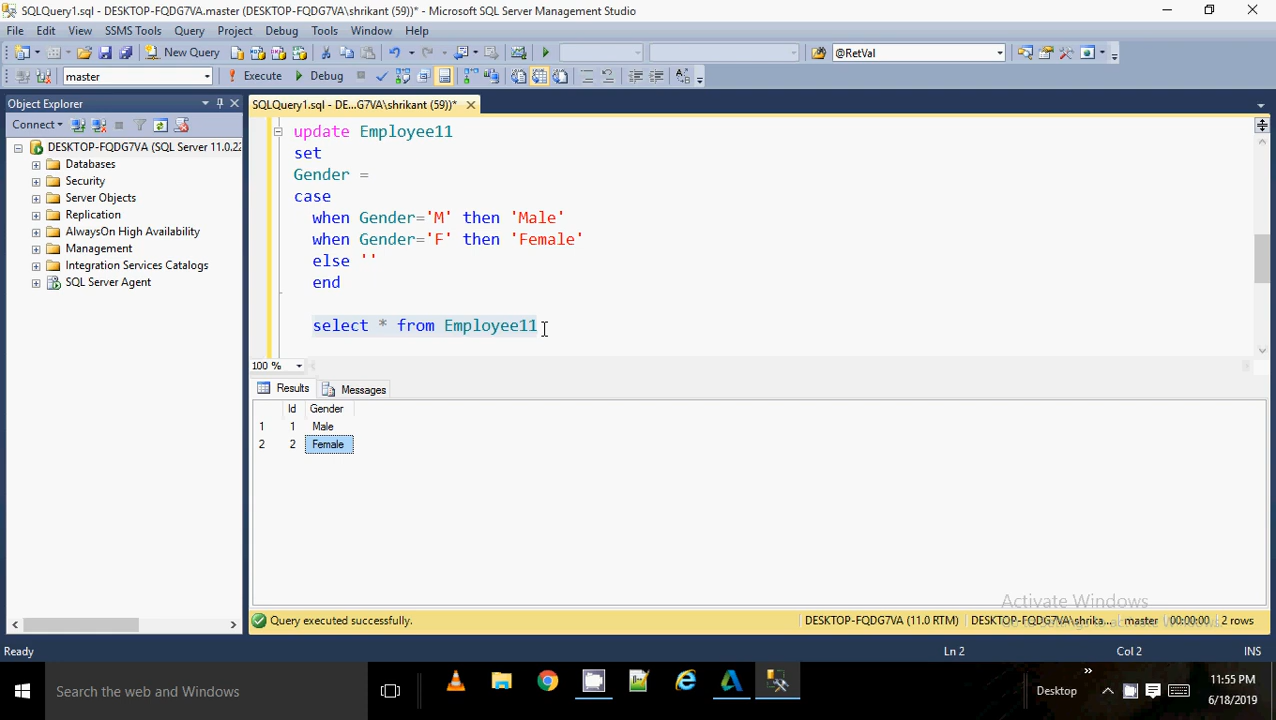 SQLQuery1.sql - DESKTOP-FQDG7VA.master (DESKTOP-FQDG7VA\shrikant (59))* - Microsoft SQL Server Management Studio
File Edit View SSMS Tools Query Project Debug Tools Window Help
New Query @RetVal
master Execute Debug
Object Explorer
SQLQuery1.sql - DE...G7VA\shrikant (59))*
Connect
DESKTOP-FQDG7VA (SQL Server 11.0.22
Databases
Security
Server Objects
Replication
AlwaysOn High Availability
Management
Integration Services Catalogs
SQL Server Agent
update Employee11
set
Gender =
case
when Gender='M' then 'Male'
when Gender='F' then 'Female'
else ''
end
select * from Employee11
100 %
Results Messages
Id Gender
1 1 Male
2 2 Female
Activate Windows
Query executed successfully. DESKTOP-FQDG7VA (11.0 RTM) DESKTOP-FQDG7VA\shrika... master 00:00:00 2 rows
Ready Ln 2 Col 2 INS
Search the web and Windows
Desktop
11:55 PM
6/18/2019